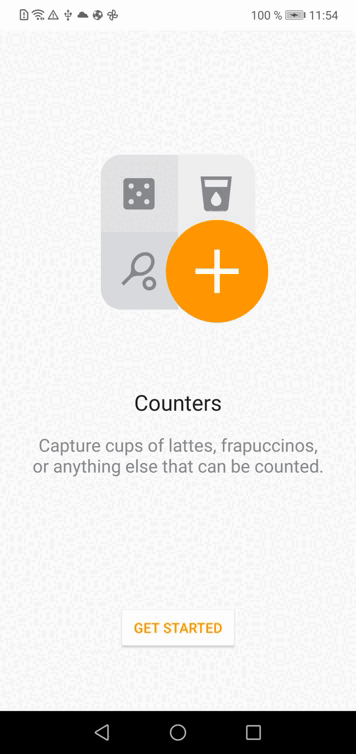 100 % 11:54
Counters
Capture cups of lattes, frapuccinos,
or anything else that can be counted.
GET STARTED